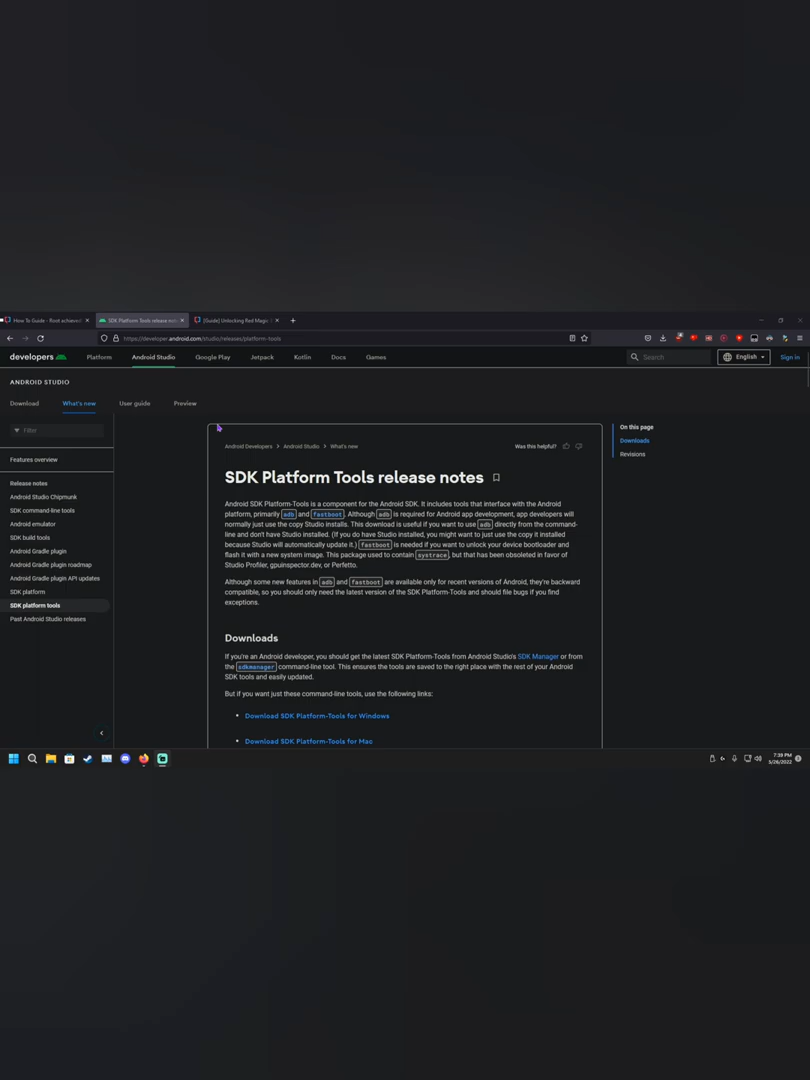 How To Guide - Root achieved
SDK Platform Tools release note
[Guide] Unlocking Red Magic
https://developer.android.com/studio/releases/platform-tools
developers
Platform
Android Studio
Google Play
Jetpack
Kotlin
Docs
Games
Search
English
Sign in
ANDROID STUDIO
Download
What's new
User guide
Preview
Filter
Features overview
Release notes
Android Studio Chipmunk
SDK command-line tools
Android emulator
SDK build tools
Android Gradle plugin
Android Gradle plugin roadmap
Android Gradle plugin API updates
SDK platform
SDK platform tools
Past Android Studio releases
Android Developers > Android Studio > What's new
Was this helpful?
SDK Platform Tools release notes
Android SDK Platform-Tools is a component for the Android SDK. It includes tools that interface with the Android
platform, primarily adb and fastboot. Although adb is required for Android app development, app developers will
normally just use the copy Studio installs. This download is useful if you want to use adb directly from the command-
line and don't have Studio installed. (If you do have Studio installed, you might want to just use the copy it installed
because Studio will automatically update it.) fastboot is needed if you want to unlock your device bootloader and
flash it with a new system image. This package used to contain systrace, but that has been obsoleted in favor of
Studio Profiler, gpuinspector.dev, or Perfetto.
Although some new features in adb and fastboot are available only for recent versions of Android, they're backward
compatible, so you should only need the latest version of the SDK Platform-Tools and should file bugs if you find
exceptions.
Downloads
If you're an Android developer, you should get the latest SDK Platform-Tools from Android Studio's SDK Manager or from
the sdkmanager command-line tool. This ensures the tools are saved to the right place with the rest of your Android
SDK tools and easily updated.
But if you want just these command-line tools, use the following links:
• Download SDK Platform-Tools for Windows
• Download SDK Platform-Tools for Mac
On this page
Downloads
Revisions
7:39 PM
5/26/2022